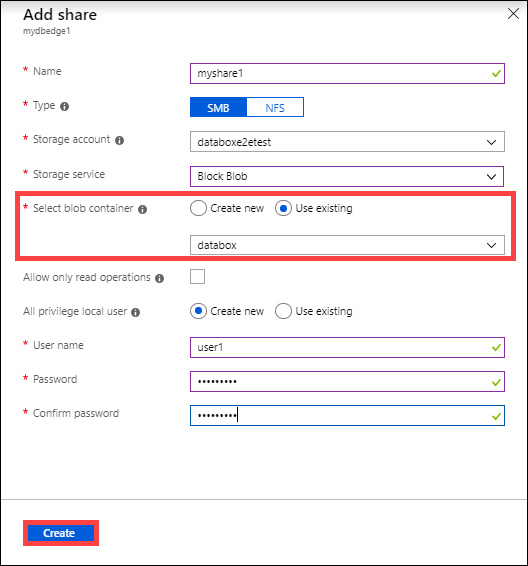 Add share
mydbedge1
* Name
myshare1
* Type
SMB NFS
* Storage account
databoxe2etest
* Storage service
Block Blob
* Select blob container
Create new Use existing
databox
Allow only read operations
All privilege local user
Create new Use existing
* User name
user1
* Password
•••••••••
* Confirm password
•••••••••
Create